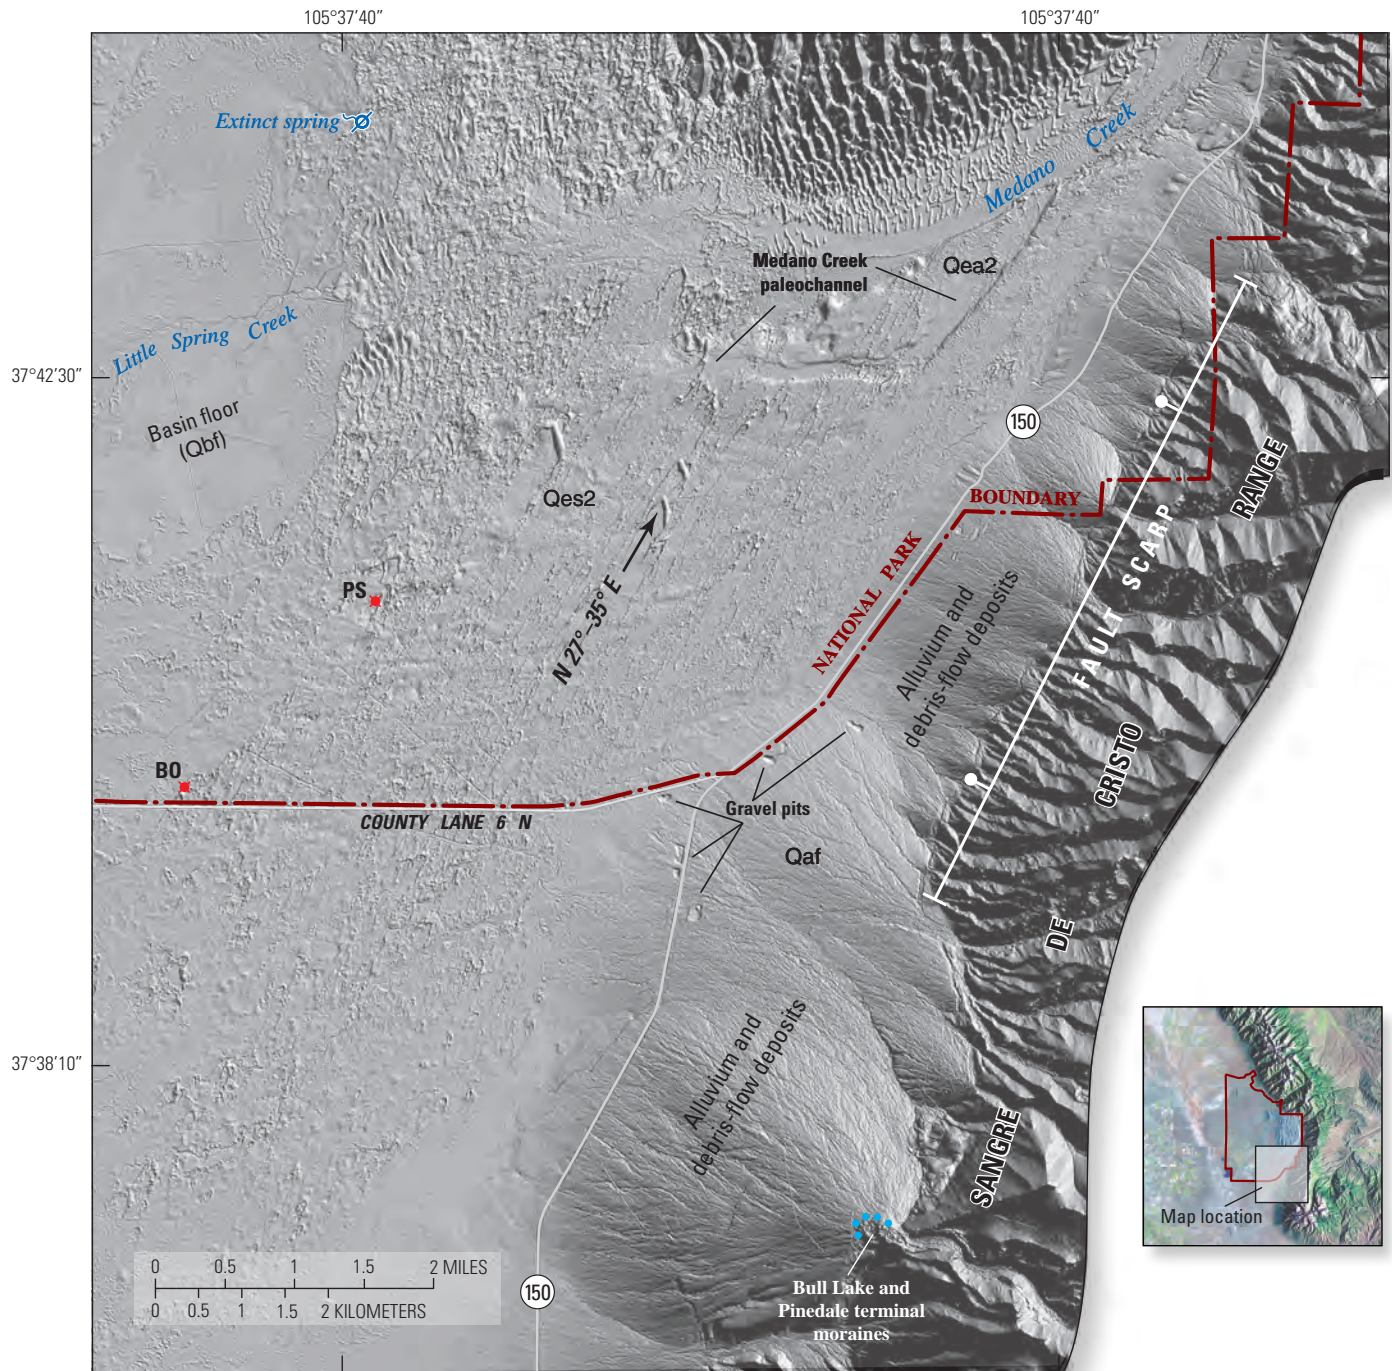 105°37'40"
105°37'40"
Extinct spring
Medano Creek
Medano Creek
paleochannel
Qea2
Little Spring Creek
37°42'30"
Basin floor
(Qbf)
150
RANGE
Qes2
BOUNDARY
FAULT SCARP
N 27°–35° E
NATIONAL PARK
PS
Alluvium and
debris-flow deposits
CRISTO
BO
Gravel pits
COUNTY LANE 6 N
Qaf
DE
Alluvium and
debris-flow deposits
37°38'10"
SANGRE
Map location
0 0.5 1 1.5 2 MILES
0 0.5 1 1.5 2 KILOMETERS
150
Bull Lake and
Pinedale terminal
moraines